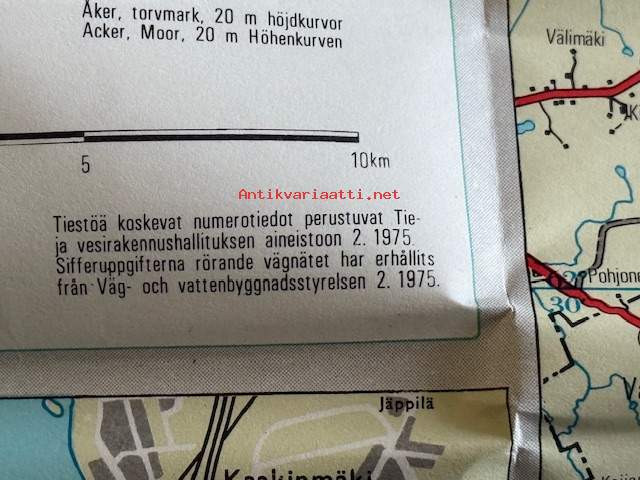 Åker, torvmark, 20 m höjdkurvor
Acker, Moor, 20 m Höhenkurven
Välimäki
5
10km
Antikvariaatti.net
Tiestöä koskevat numerotiedot perustuvat Tie-
ja vesirakennushallituksen aineistoon 2. 1975.
Sifferuppgifterna rörande vägnätet har erhållits
från Väg- och vattenbyggnadsstyrelsen 2. 1975.
62
30
Jäppilä